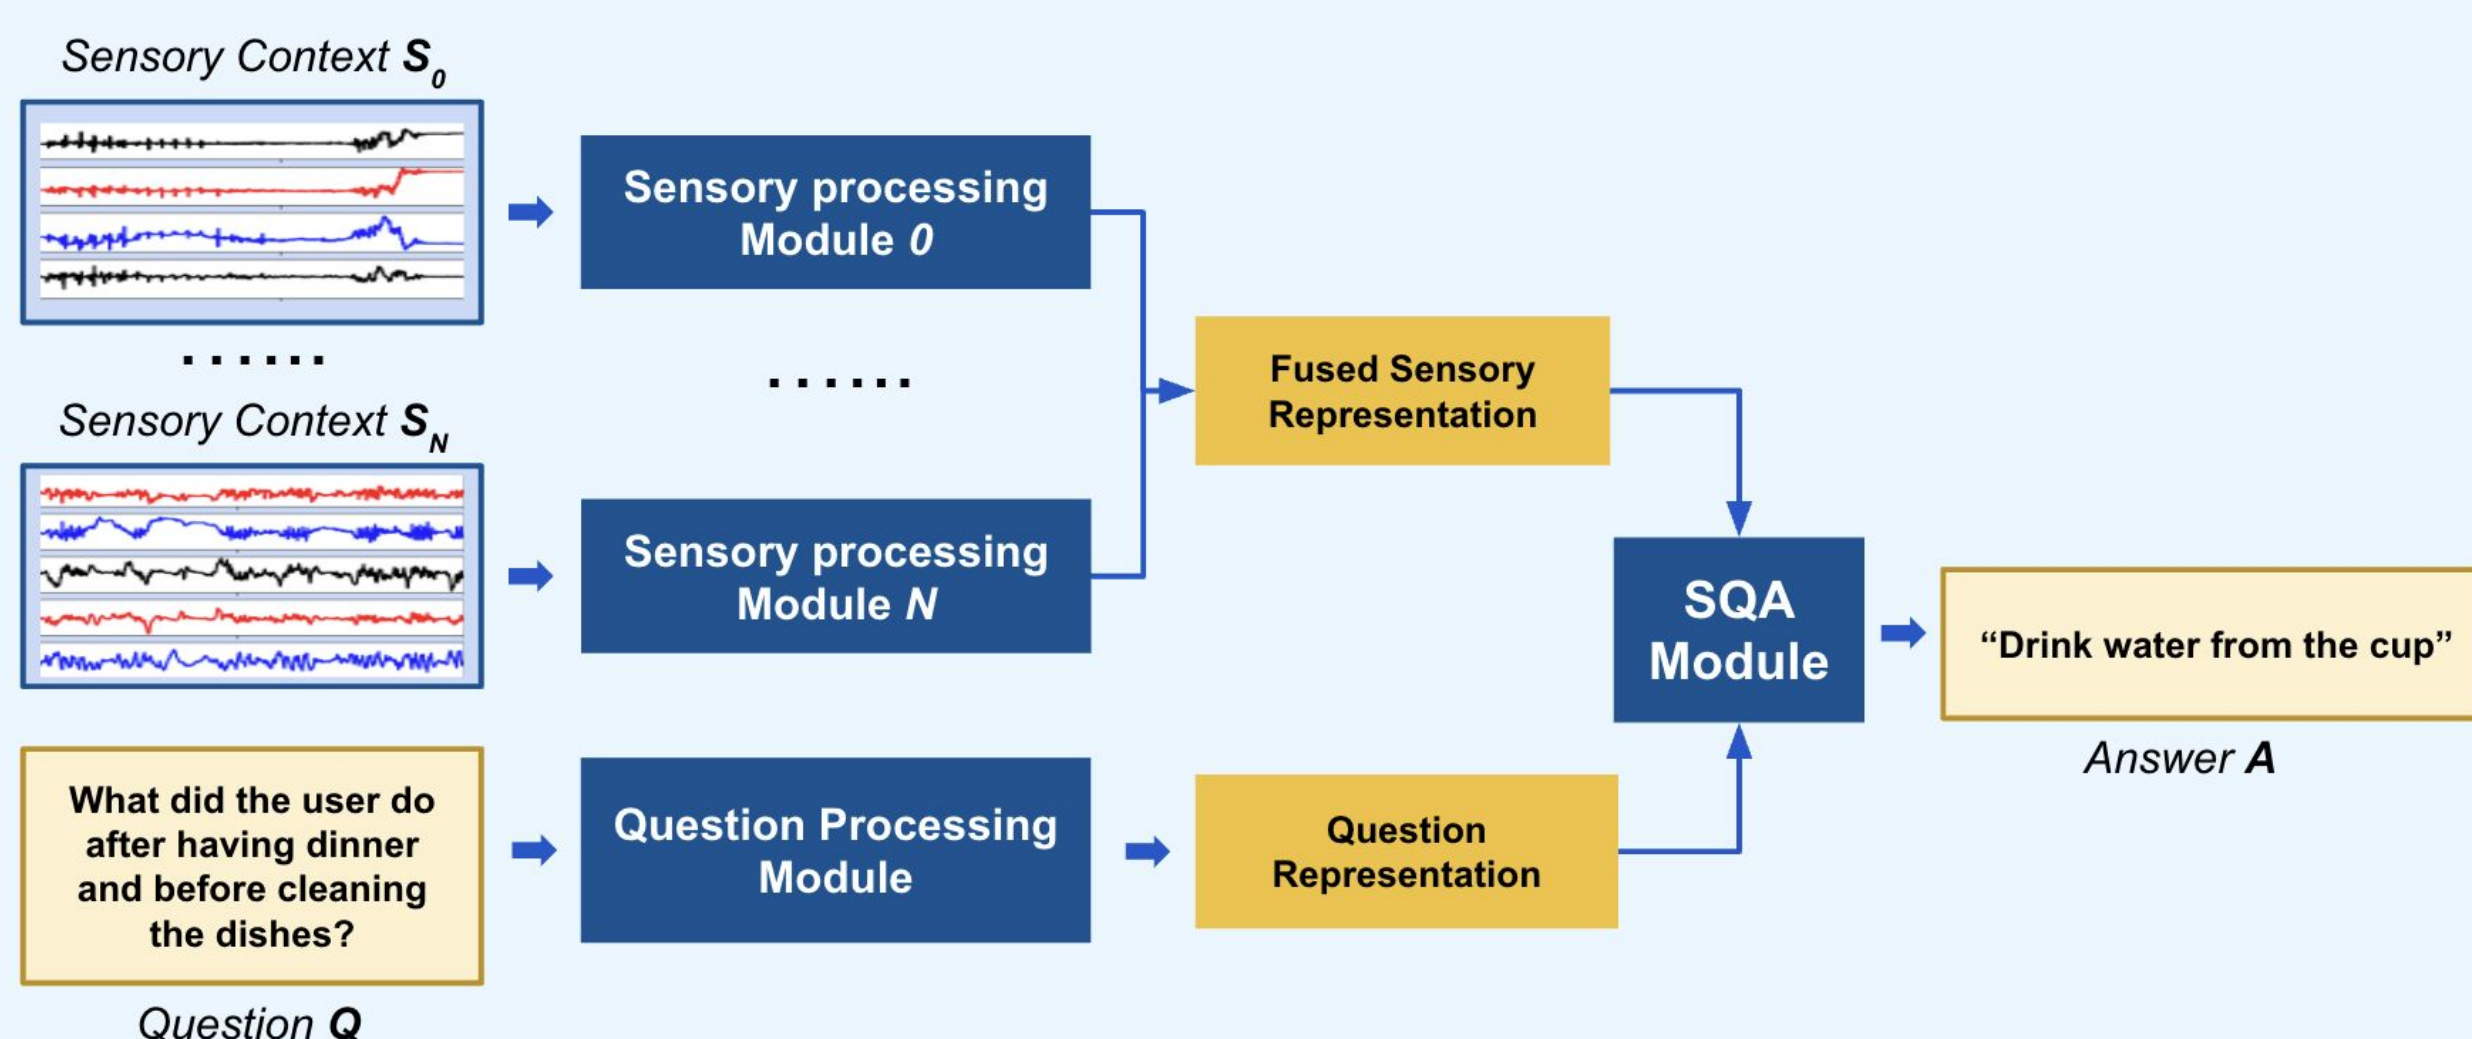 Sensory Context S0
Sensory processing
Module 0
......
......
Sensory Context SN
Sensory processing
Module N
Fused Sensory
Representation
What did the user do
after having dinner
and before cleaning
the dishes?
Question Q
Question Processing
Module
Question
Representation
SQA
Module
“Drink water from the cup”
Answer A